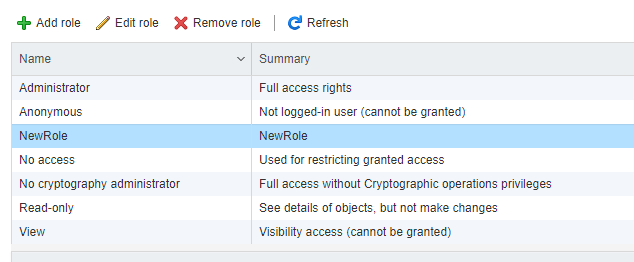 Add role Edit role Remove role Refresh
Name Summary
Administrator Full access rights
Anonymous Not logged-in user (cannot be granted)
NewRole NewRole
No access Used for restricting granted access
No cryptography administrator Full access without Cryptographic operations privileges
Read-only See details of objects, but not make changes
View Visibility access (cannot be granted)